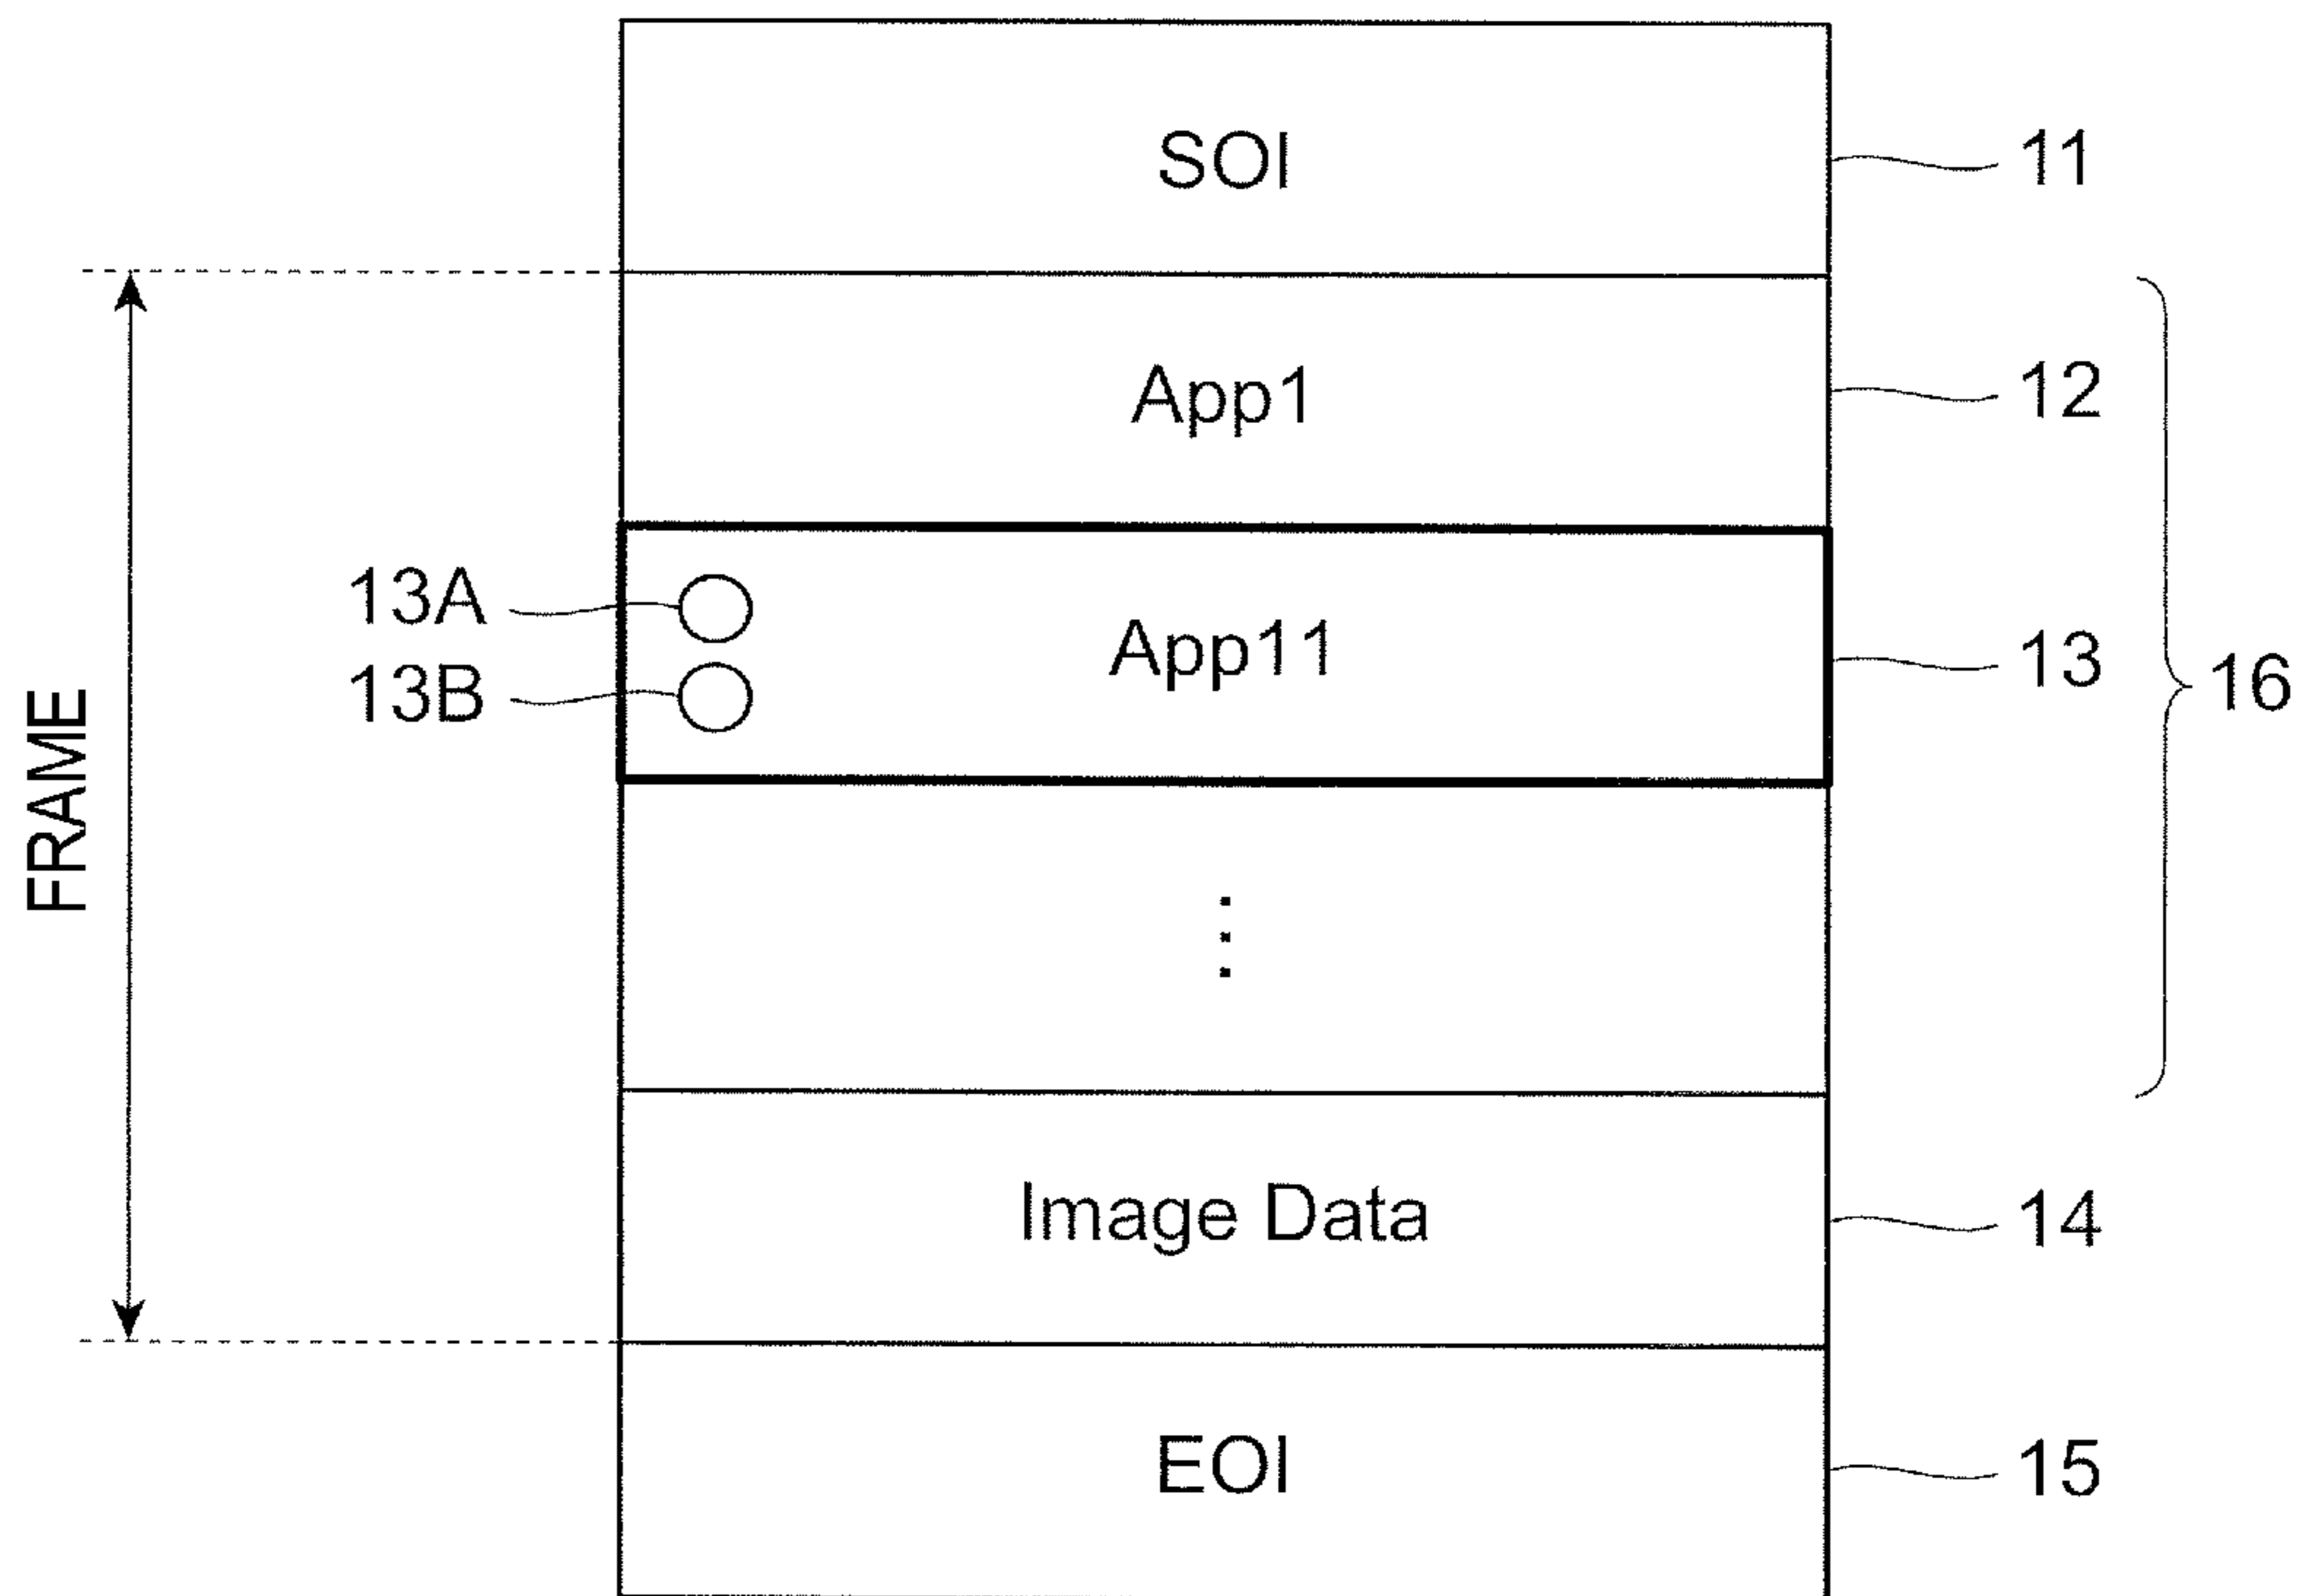 SOI
11
App1
12
13A
App11
13
13B
16
FRAME
⋮
Image Data
14
EOI
15